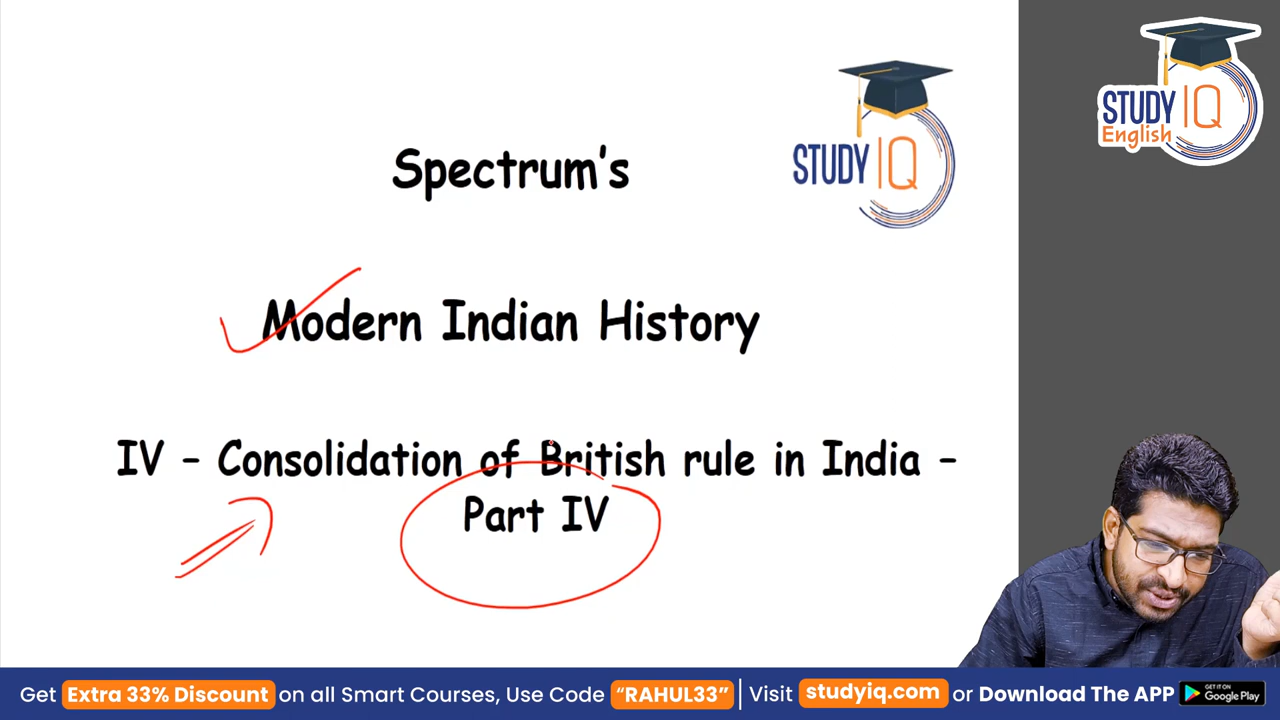 Spectrum's
Modern Indian History
IV - Consolidation of British rule in India -
Part IV
STUDY IQ
STUDY IQ
English
Get Extra 33% Discount on all Smart Courses, Use Code "RAHUL33" | Visit studyiq.com or Download The APP
GET IT ON
Google Play